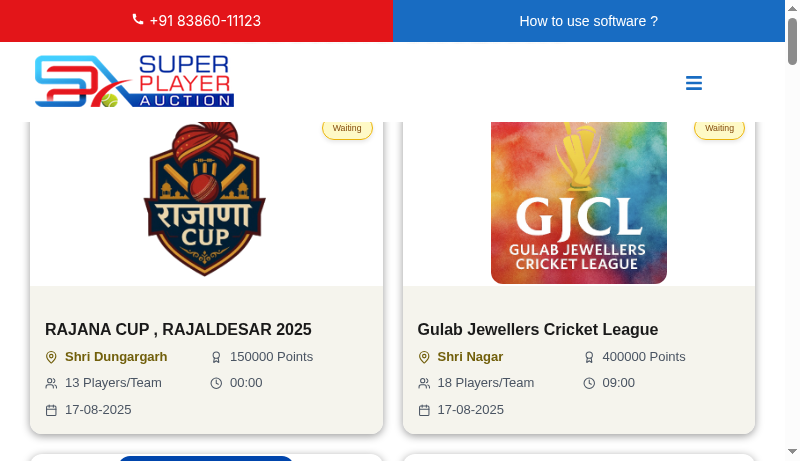 +91 83860-11123
How to use software ?
SUPER
PLAYER
AUCTION
Waiting
राजाणा
CUP
RAJANA CUP , RAJALDESAR 2025
Shri Dungargarh
150000 Points
13 Players/Team
00:00
17-08-2025
Waiting
GJCL
GULAB JEWELLERS
CRICKET LEAGUE
Gulab Jewellers Cricket League
Shri Nagar
400000 Points
18 Players/Team
09:00
17-08-2025